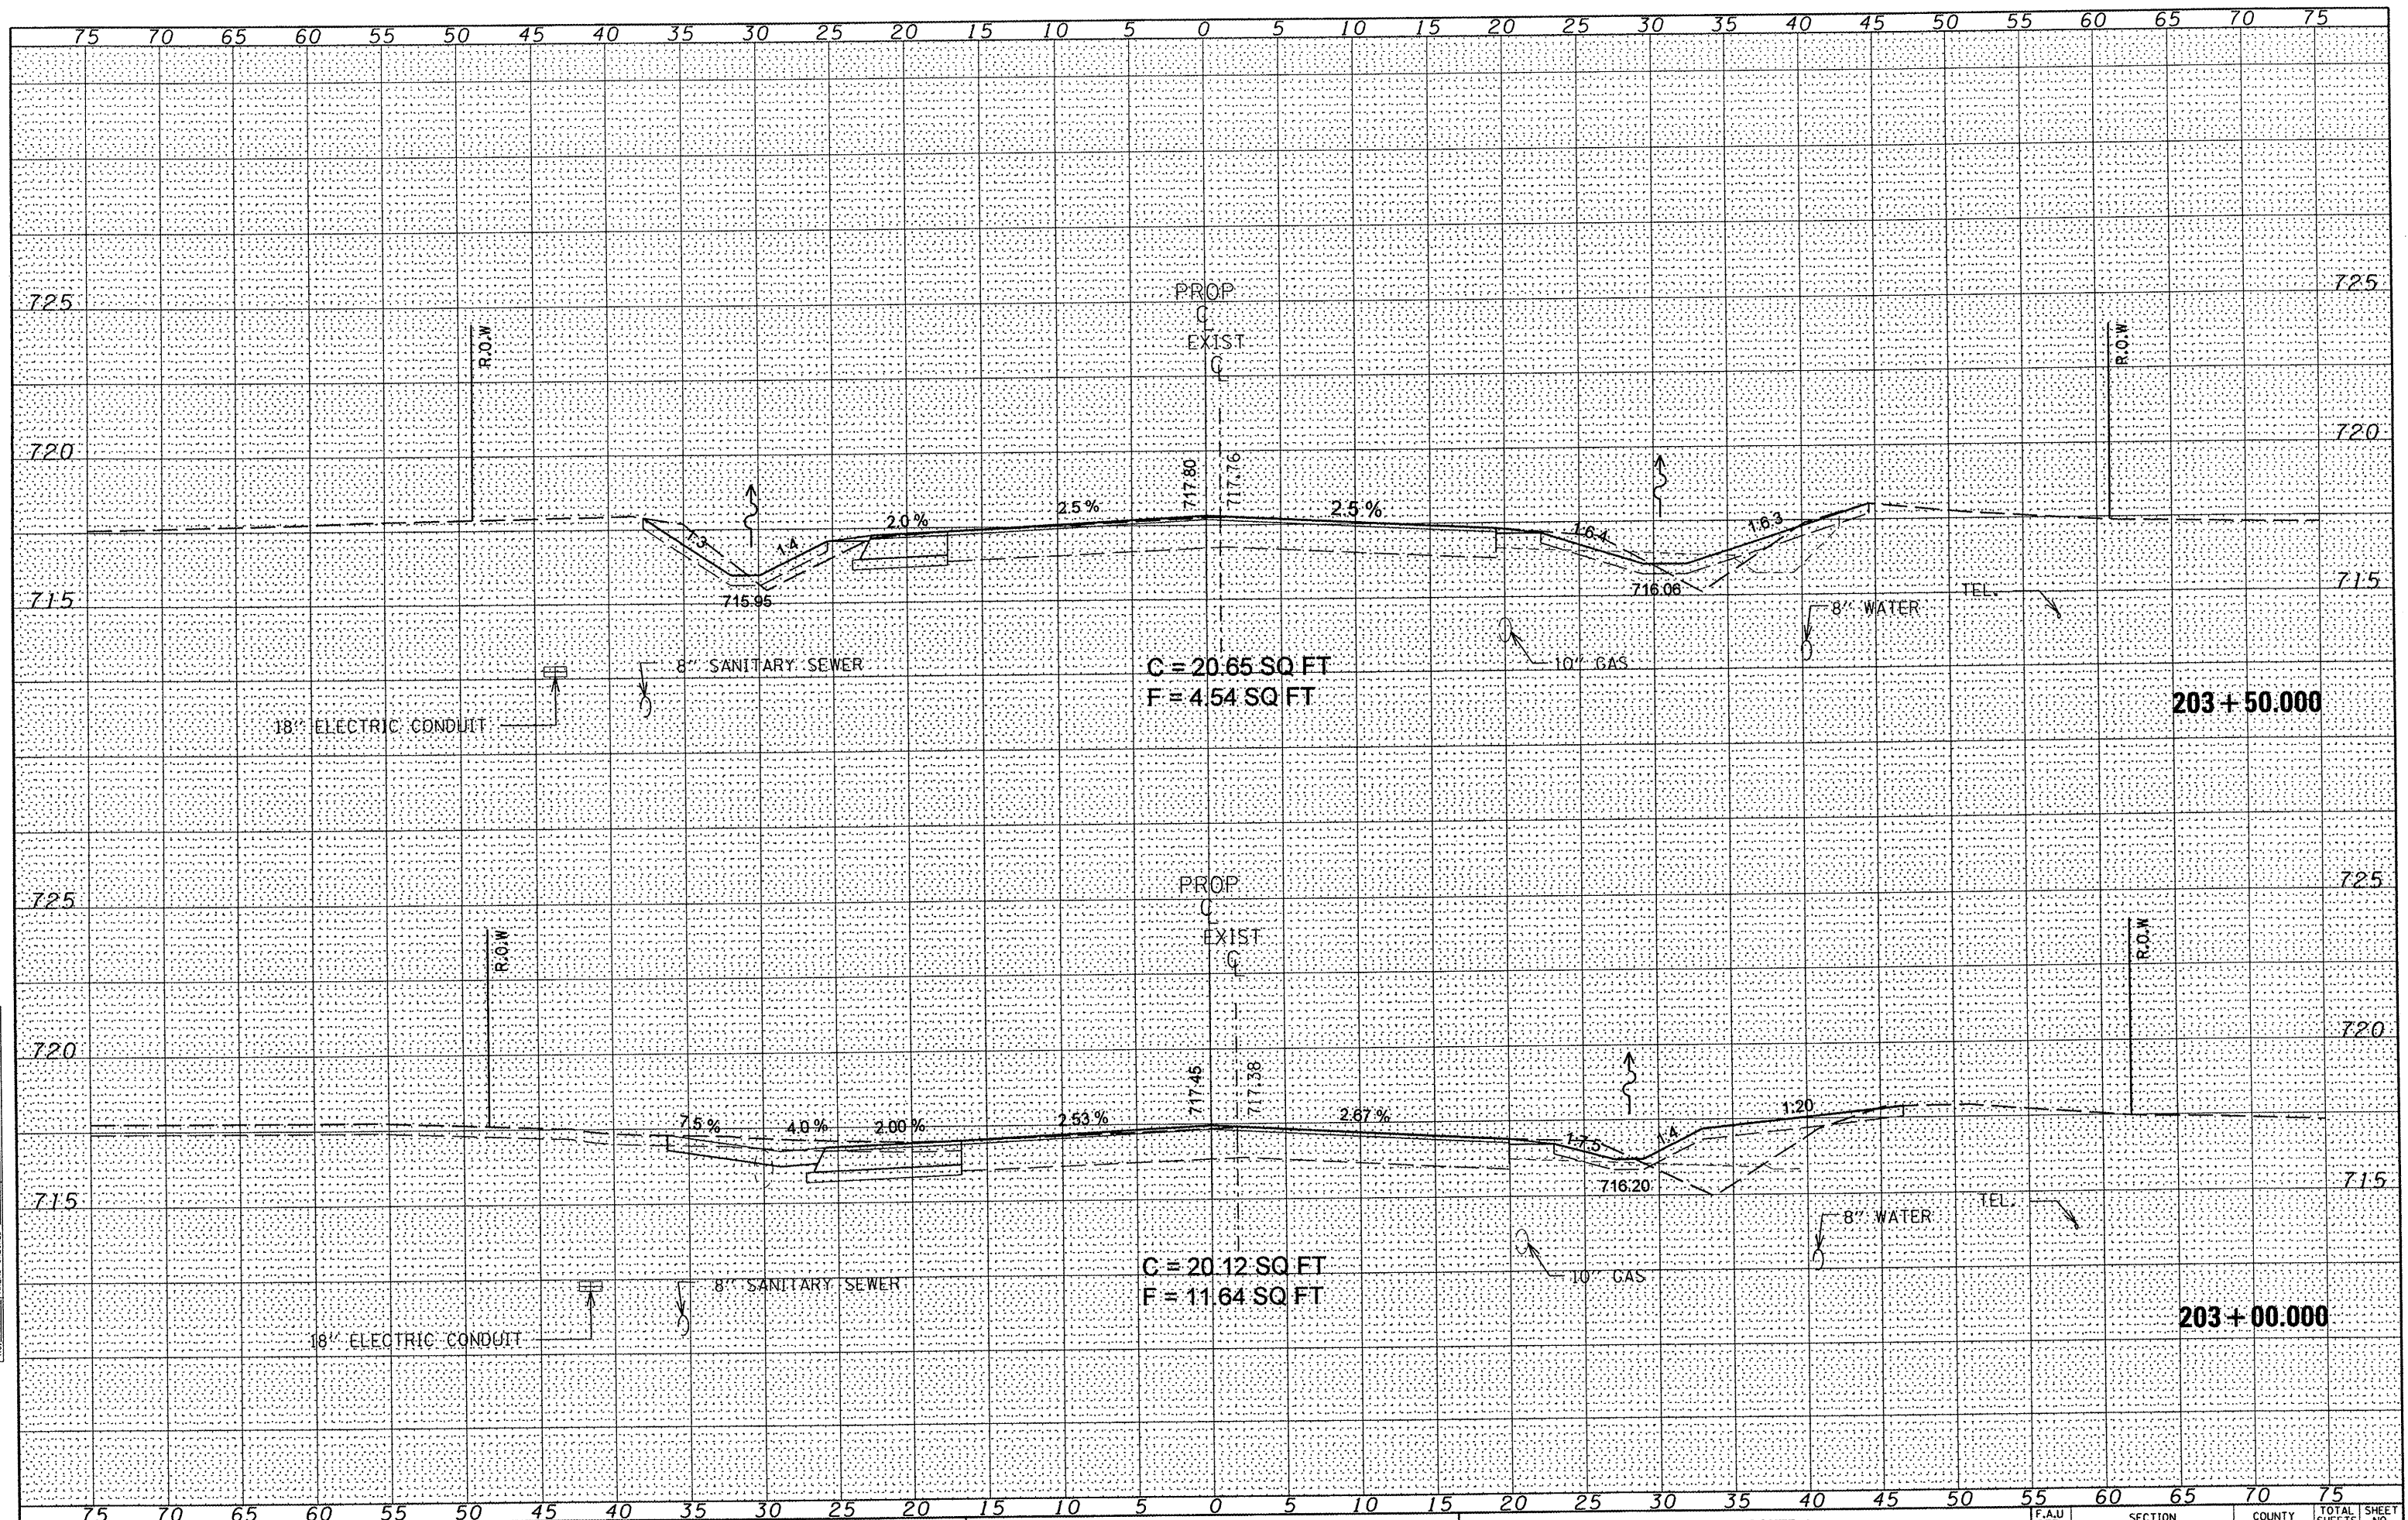 75 70 65 60 55 50 45 40 35 30 25 20 15 10 5 0 5 10 15 20 25 30 35 40 45 50 55 60 65 70 75
PROP
725 725
C L
R.O.W R.O.W
EXIST
C L
720 720
717.80 717.76
1:3 1:4 2.0 % 2.5 % 2.5 % 1:6.4 1:6.3
715 715.95 716.06 715
8" WATER TEL.
8" SANITARY SEWER
C = 20.65 SQ FT
10" GAS
F = 4.54 SQ FT
203 + 50.000
18" ELECTRIC CONDUIT
PROP
725 725
C L
R.O.W R.O.W
EXIST
C L
720 720
717.45 717.38
7.5 % 4.0 % 2.00 % 2.53 % 2.67 % 1:7.5 1:4 1:20
715 716.20 715
8" WATER TEL.
8" SANITARY SEWER
C = 20.12 SQ FT
10" GAS
F = 11.64 SQ FT
203 + 00.000
18" ELECTRIC CONDUIT
75 70 65 60 55 50 45 40 35 30 25 20 15 10 5 0 5 10 15 20 25 30 35 40 45 50 55 60 65 70 75
F.A.U SECTION COUNTY TOTAL SHEETS SHEET NO.